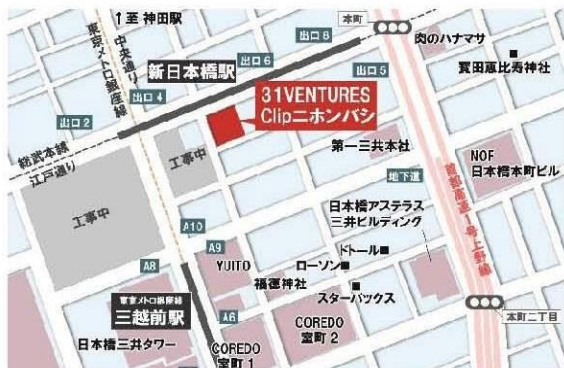 ↑至 神田駅
本町
肉のハナマサ
寳田恵比寿神社
東京メトロ銀座線
中央通り
出口 8
出口 6
新日本橋駅
出口 5
出口 4
31VENTURES
Clipニホンバシ
出口 2
第一三共本社
総武本線
江戸通り
工事中
工事中
地下道
NOF
日本橋本町ビル
首都高速1号上野線
日本橋アステラス
三井ビルディング
A10
A9
ドトール
YUITO
ローソン
A8
福徳神社
スターバックス
東京メトロ銀座線
三越前駅
A6
本町二丁目
日本橋三井タワー
COREDO
室町 1
COREDO
室町 2